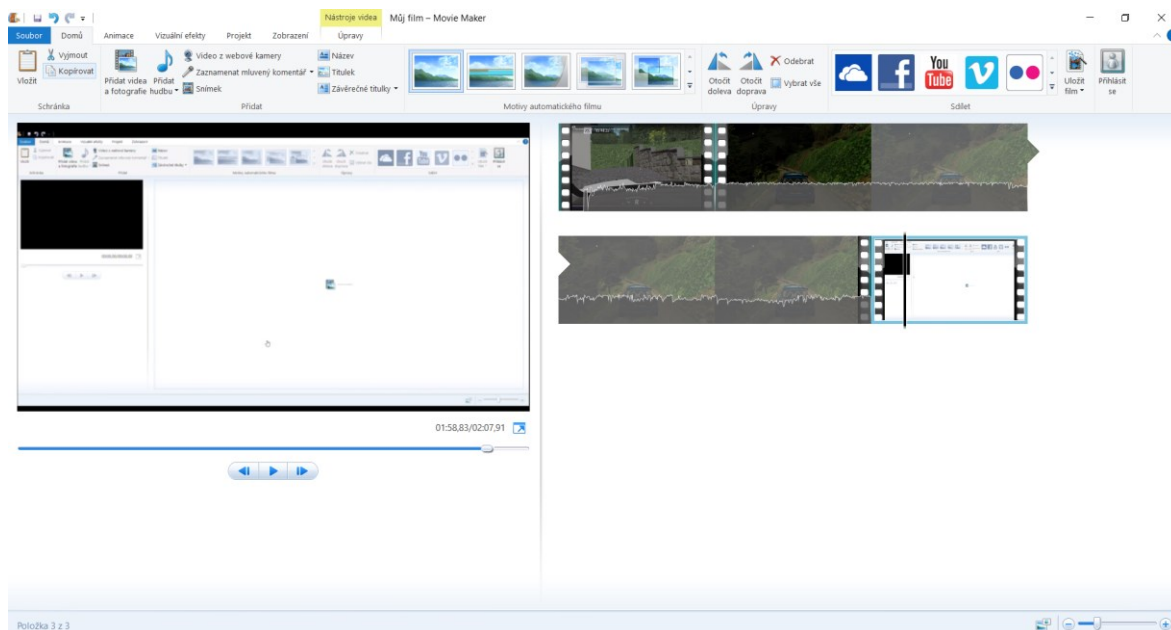 Nástroje videa Můj film – Movie Maker
Soubor Domů Animace Vizuální efekty Projekt Zobrazení Úpravy
Vložit
Vyjmout
Kopírovat
Schránka
Přidat videa
a fotografie
Přidat
hudbu
Video z webové kamery
Zaznamenat mluvený komentář
Snímek
Název
Titulek
Závěrečné titulky
Přidat
Motivy automatického filmu
Otočit
doleva
Otočit
doprava
Odebrat
Vybrat vše
Úpravy
You
Tube
Sdílet
Uložit
film
Přihlásit
se
01:58,83/02:07,91
Položka 3 z 3